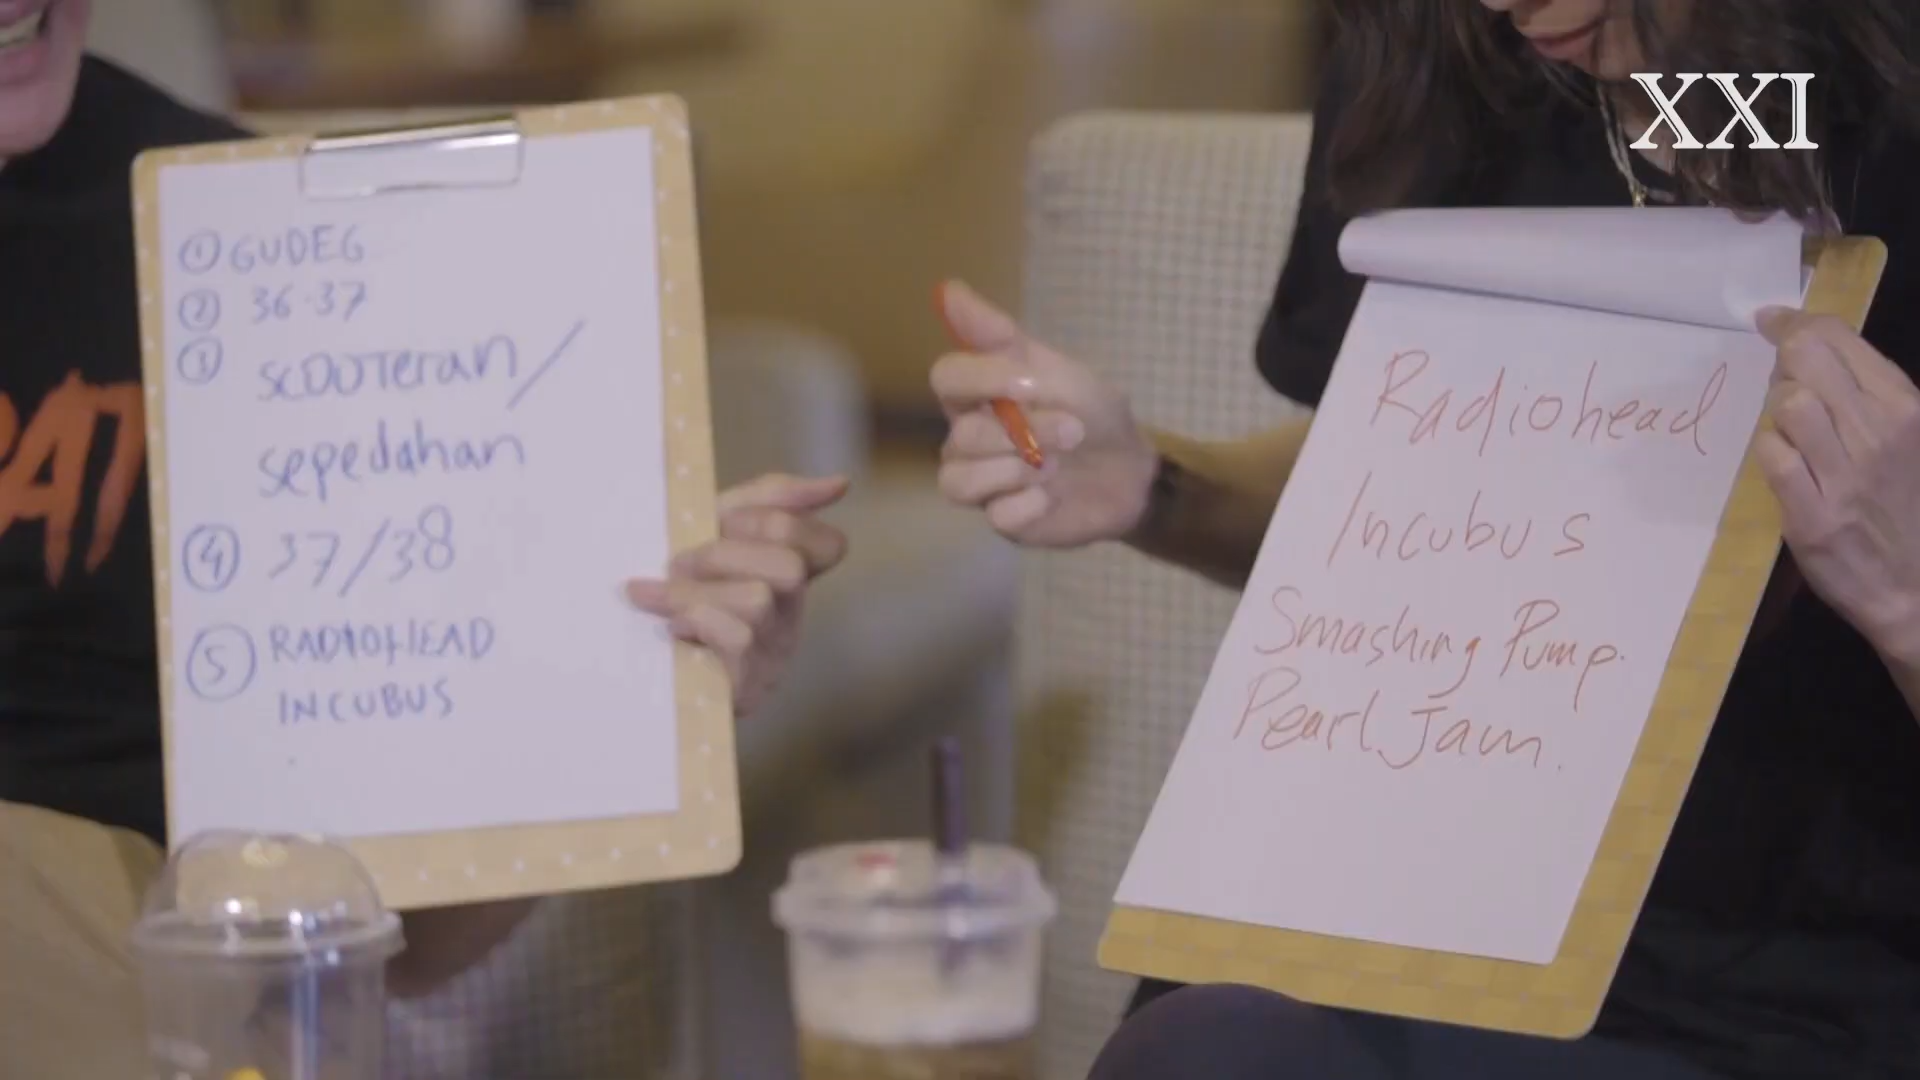 XXI
① GUDEG
② 36-37
③ scooteran/
sepedahan
④ 37/38
⑤ RADIOHEAD
INCUBUS
Radiohead
Incubus
Smashing Pump.
Pearl Jam.